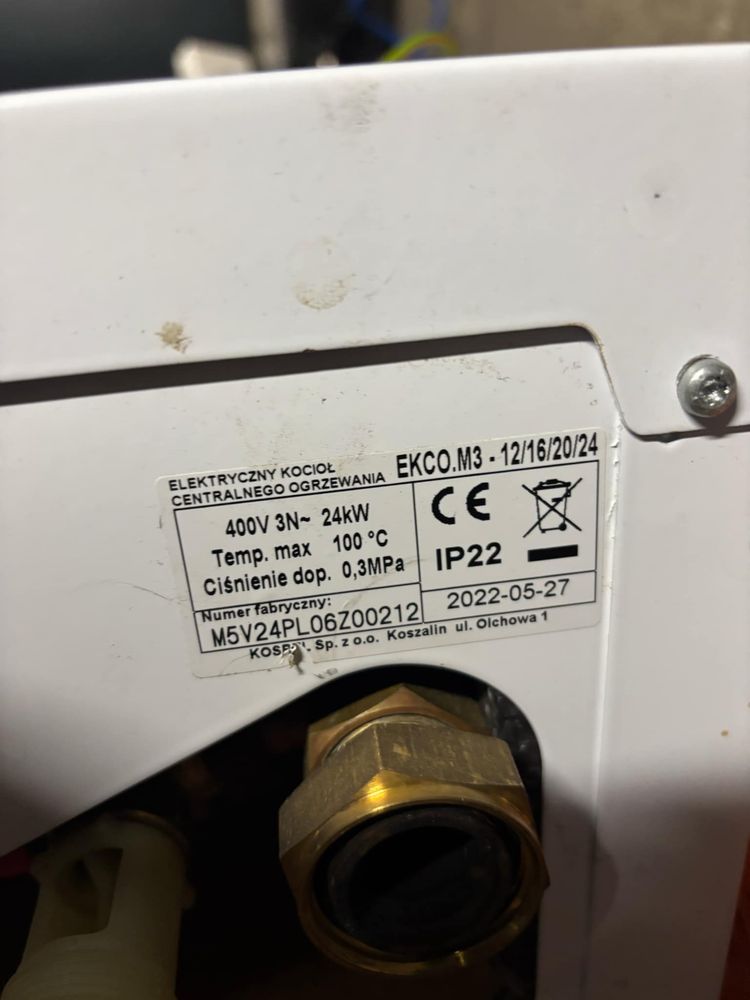 ELEKTRYCZNY KOCIOŁ
CENTRALNEGO OGRZEWANIA
EKCO.M3 - 12/16/20/24
400V 3N~ 24kW
Temp. max 100 °C
Ciśnienie dop. 0,3MPa
CE
IP22
Numer fabryczny:
M5V24PL06Z00212
2022-05-27
Sp. z o.o. Koszalin ul. Olchowa 1